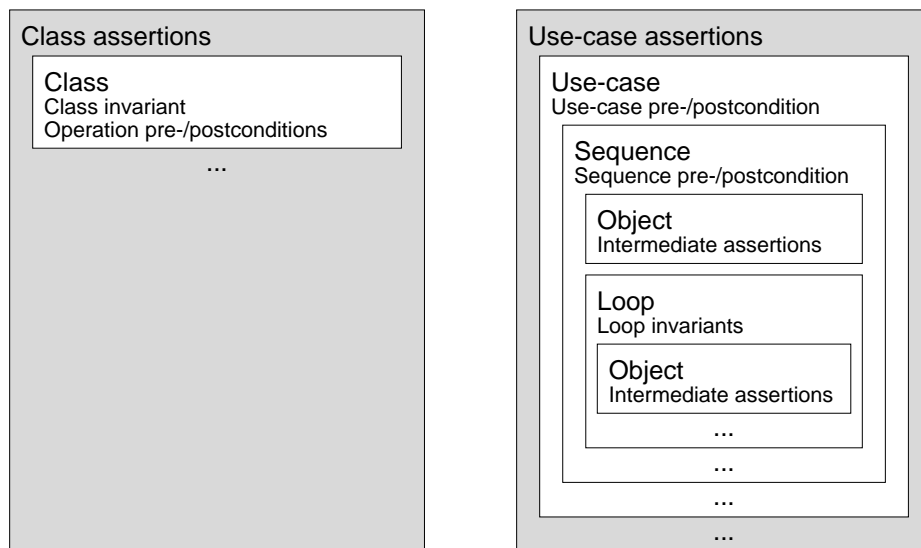 Class assertions
Class
Class invariant
Operation pre-/postconditions
...
Use-case assertions
Use-case
Use-case pre-/postcondition
Sequence
Sequence pre-/postcondition
Object
Intermediate assertions
Loop
Loop invariants
Object
Intermediate assertions
...
...
...
...